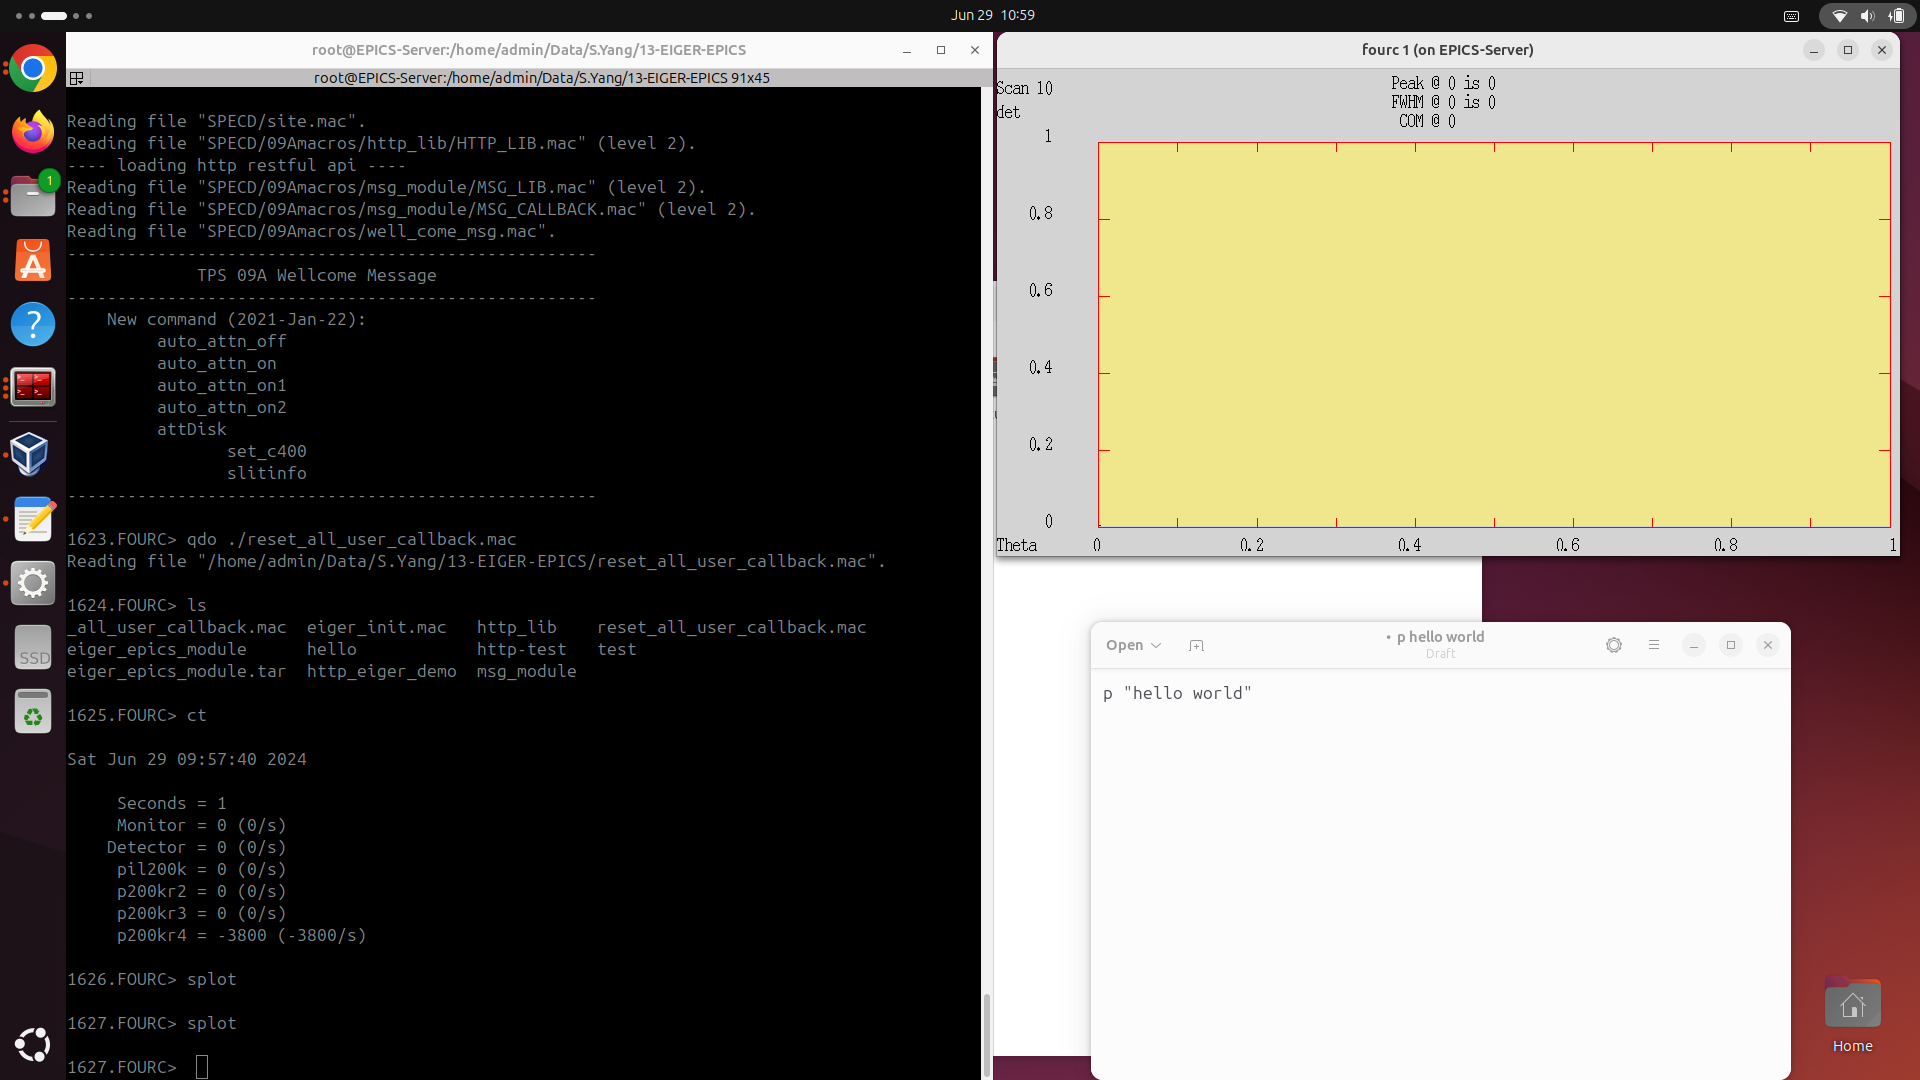 Jun 29 10:59
root@EPICS-Server:/home/admin/Data/S.Yang/13-EIGER-EPICS
root@EPICS-Server:/home/admin/Data/S.Yang/13-EIGER-EPICS 91x45
Reading file "SPECD/site.mac".
Reading file "SPECD/09Amacros/http_lib/HTTP_LIB.mac" (level 2).
---- loading http restful api ----
Reading file "SPECD/09Amacros/msg_module/MSG_LIB.mac" (level 2).
Reading file "SPECD/09Amacros/msg_module/MSG_CALLBACK.mac" (level 2).
Reading file "SPECD/09Amacros/well_come_msg.mac".
-----------------------------------------------------
TPS 09A Wellcome Message
-----------------------------------------------------
New command (2021-Jan-22):
auto_attn_off
auto_attn_on
auto_attn_on1
auto_attn_on2
attDisk
set_c400
slitinfo
-----------------------------------------------------
1623.FOURC> qdo ./reset_all_user_callback.mac
Reading file "/home/admin/Data/S.Yang/13-EIGER-EPICS/reset_all_user_callback.mac".
1624.FOURC> ls
_all_user_callback.mac eiger_init.mac http_lib reset_all_user_callback.mac
eiger_epics_module hello http-test test
eiger_epics_module.tar http_eiger_demo msg_module
1625.FOURC> ct
Sat Jun 29 09:57:40 2024
Seconds = 1
Monitor = 0 (0/s)
Detector = 0 (0/s)
pil200k = 0 (0/s)
p200kr2 = 0 (0/s)
p200kr3 = 0 (0/s)
p200kr4 = -3800 (-3800/s)
1626.FOURC> splot
1627.FOURC> splot
1627.FOURC>
fourc 1 (on EPICS-Server)
Scan 10
det
Peak @ 0 is 0
FWHM @ 0 is 0
COM @ 0
1
0.8
0.6
0.4
0.2
0
Theta 0 0.2 0.4 0.6 0.8 1
Open
• p hello world
Draft
p "hello world"
1
SSD
Home